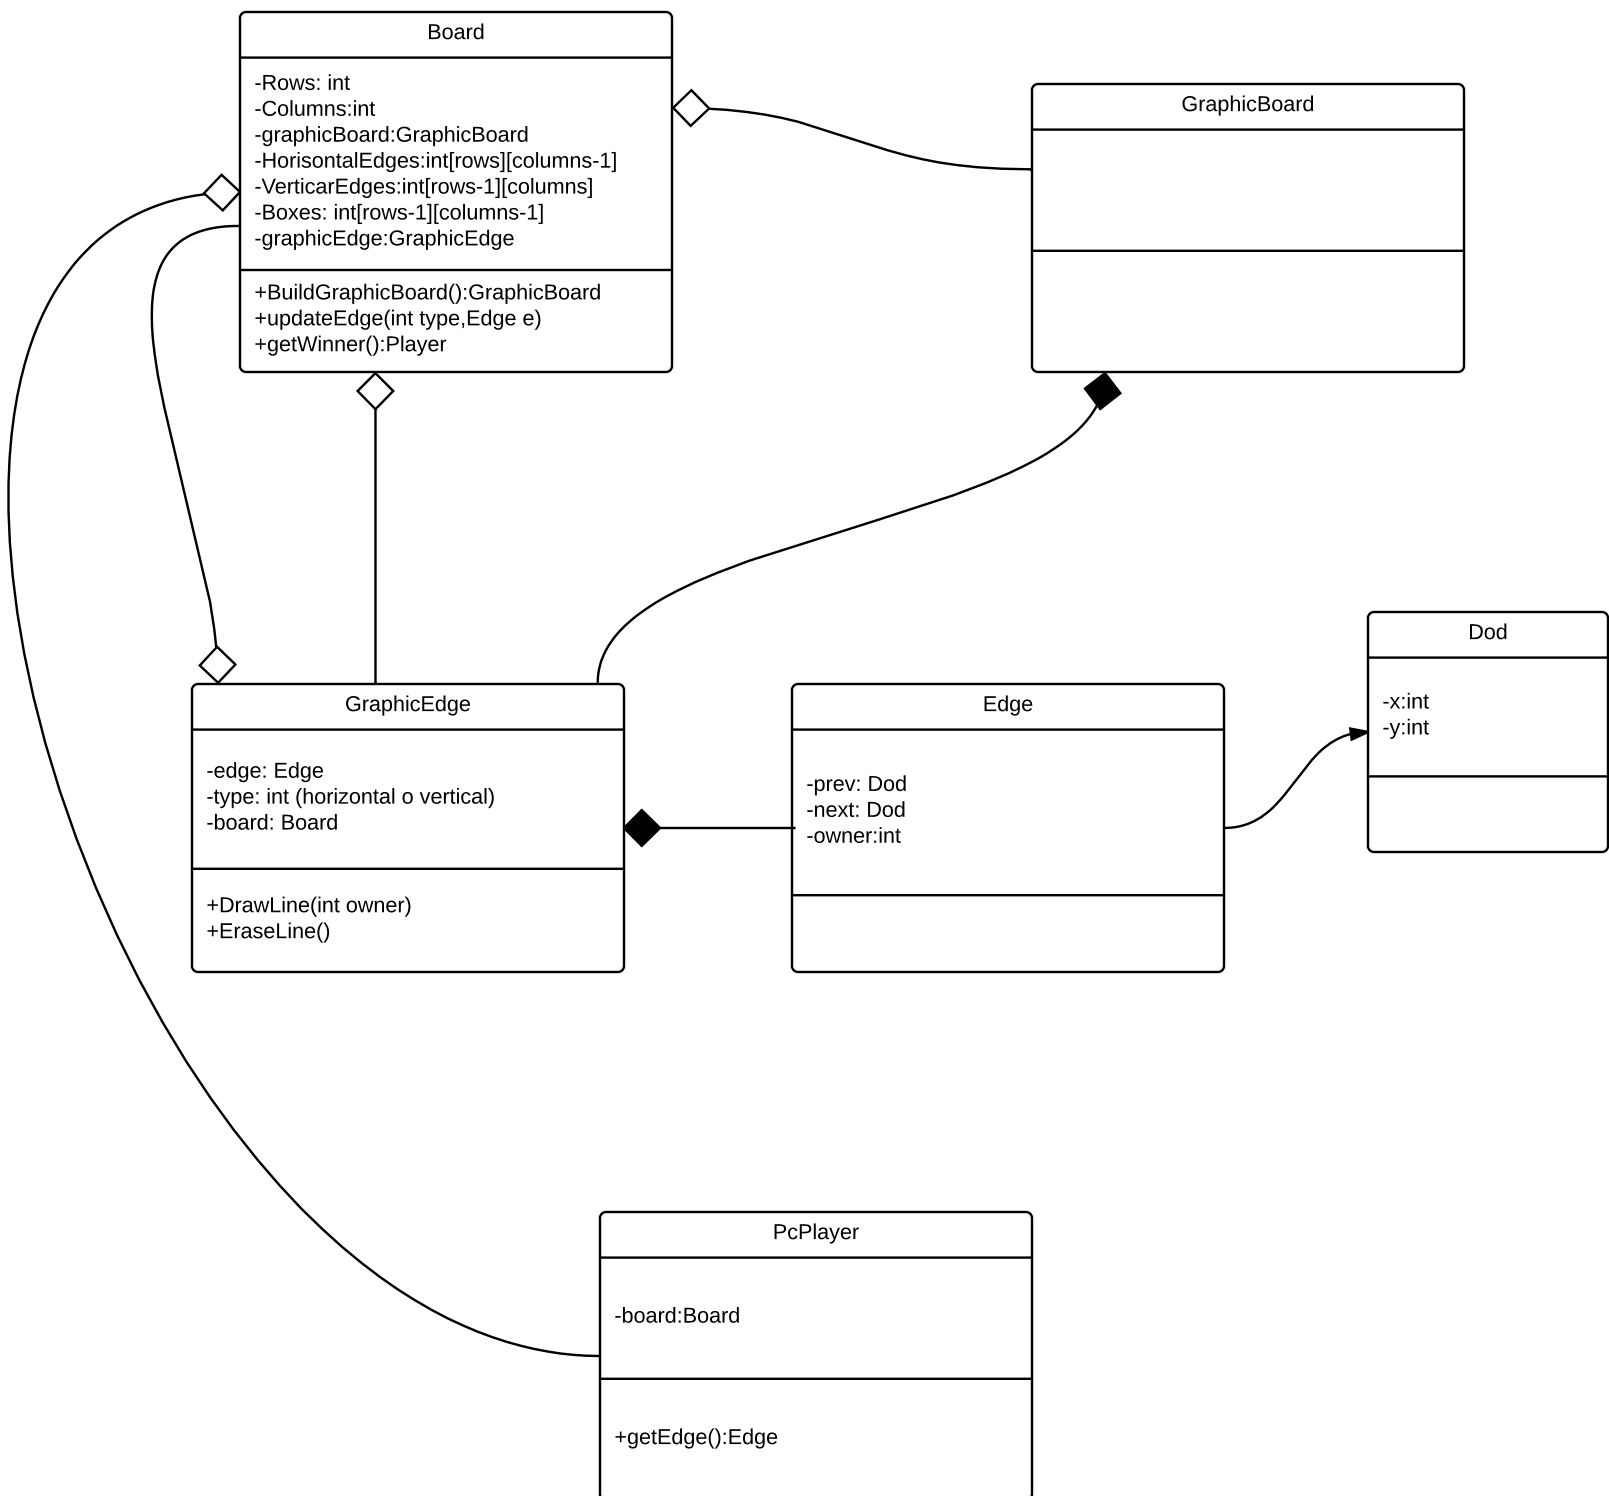 Board
-Rows: int
-Columns:int
-graphicBoard:GraphicBoard
-HorisontalEdges:int[rows][columns-1]
-VerticarEdges:int[rows-1][columns]
-Boxes: int[rows-1][columns-1]
-graphicEdge:GraphicEdge
+BuildGraphicBoard():GraphicBoard
+updateEdge(int type,Edge e)
+getWinner():Player
GraphicBoard
GraphicEdge
-edge: Edge
-type: int (horizontal o vertical)
-board: Board
+DrawLine(int owner)
+EraseLine()
Edge
-prev: Dod
-next: Dod
-owner:int
Dod
-x:int
-y:int
PcPlayer
-board:Board
+getEdge():Edge